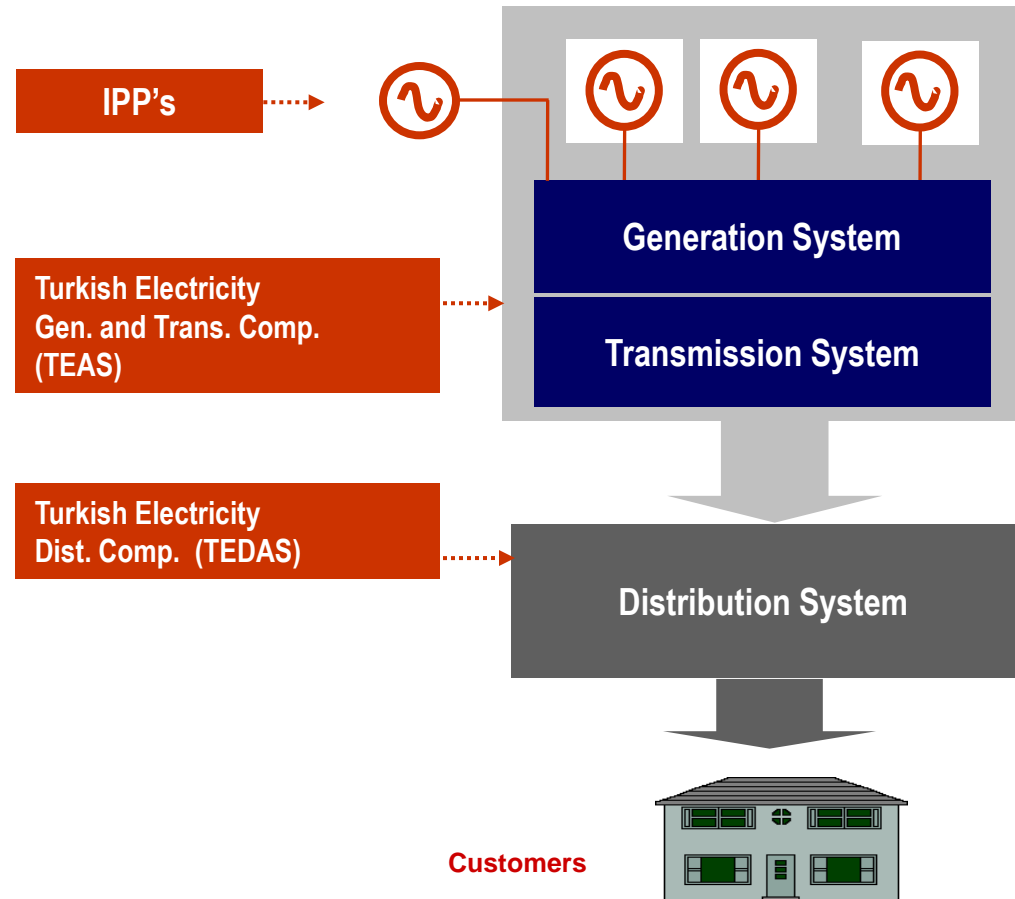 IPP's
Generation System
Turkish Electricity
Gen. and Trans. Comp.
(TEAS)
Transmission System
Turkish Electricity
Dist. Comp. (TEDAS)
Distribution System
Customers